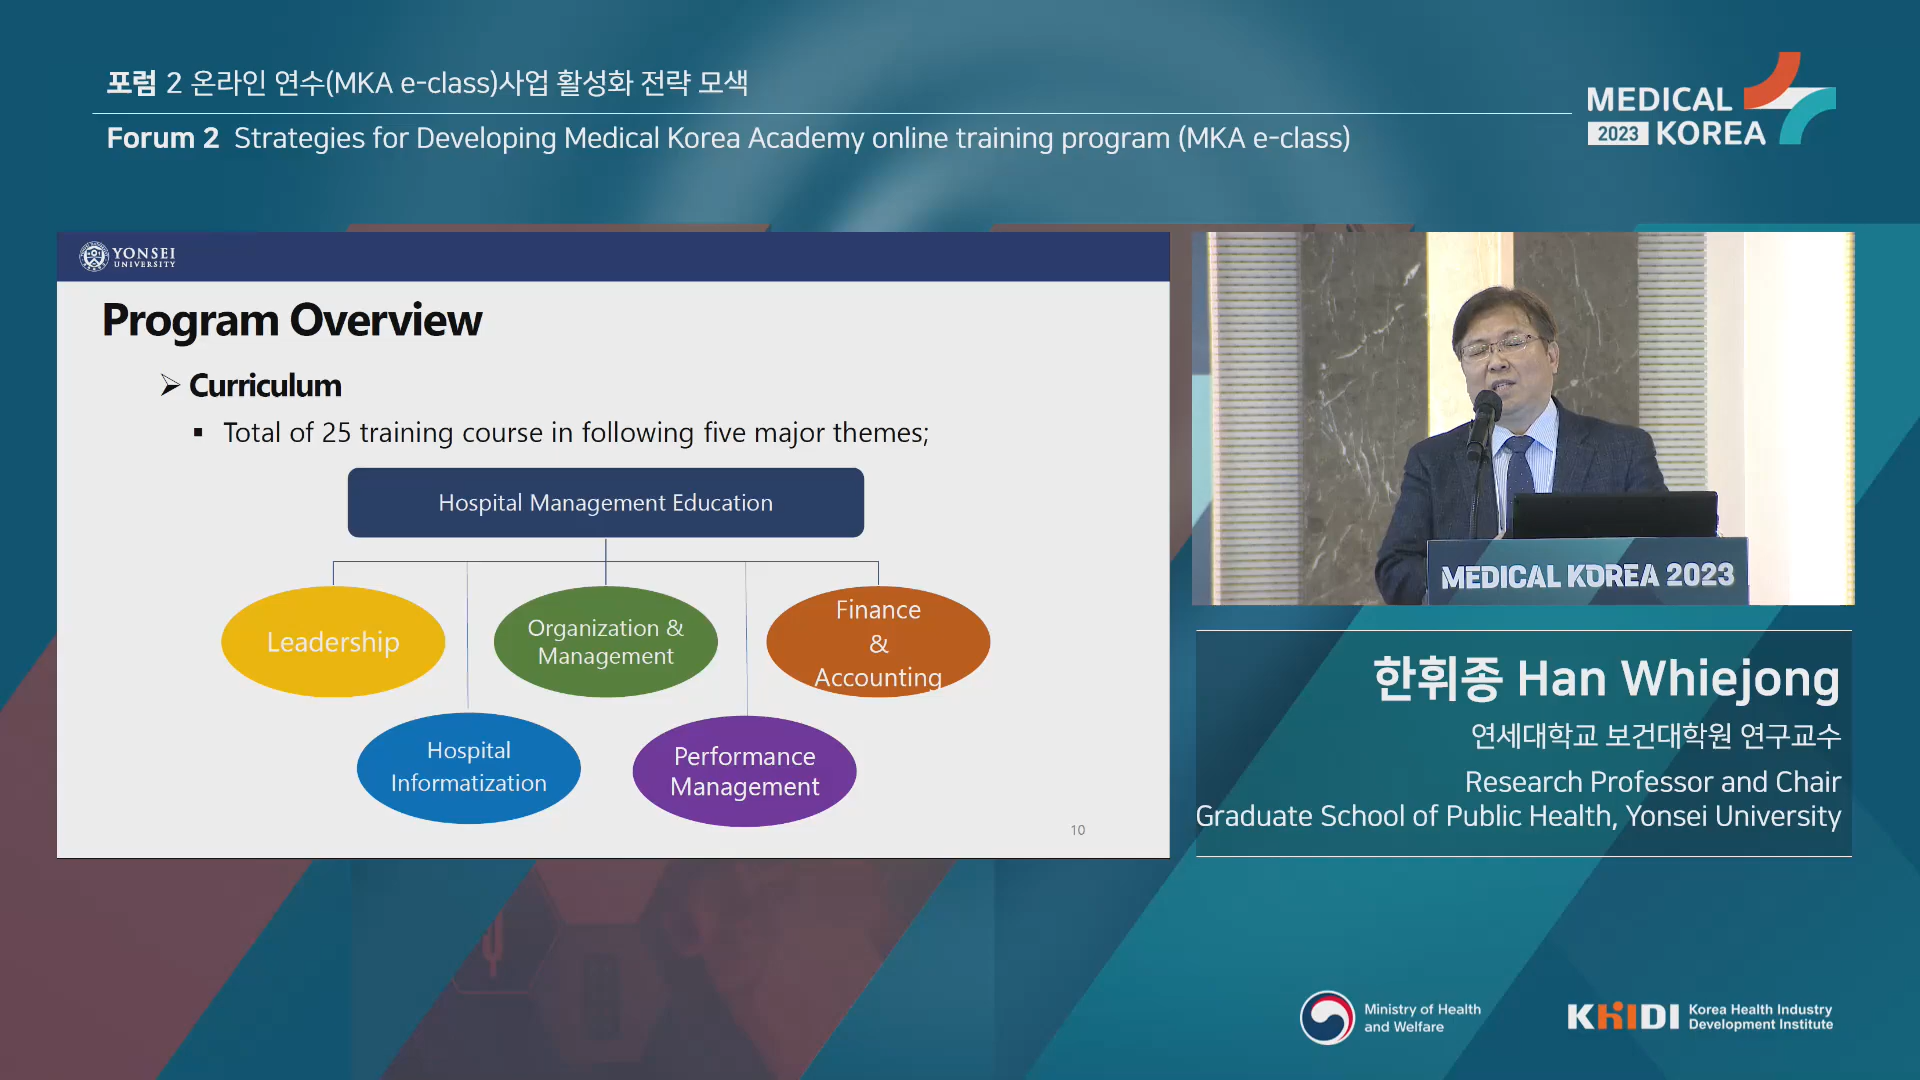 포럼 2 온라인 연수(MKA e-class)사업 활성화 전략 모색
Forum 2 Strategies for Developing Medical Korea Academy online training program (MKA e-class)
MEDICAL
2023 KOREA
YONSEI
UNIVERSITY
Program Overview
Curriculum
Total of 25 training course in following five major themes;
Hospital Management Education
Leadership
Organization &
Management
Finance
&
Accounting
Hospital
Informatization
Performance
Management
10
MEDICAL KOREA 2023
한휘종 Han Whiejong
연세대학교 보건대학원 연구교수
Research Professor and Chair
Graduate School of Public Health, Yonsei University
Ministry of Health
and Welfare
KHIDI
Korea Health Industry
Development Institute